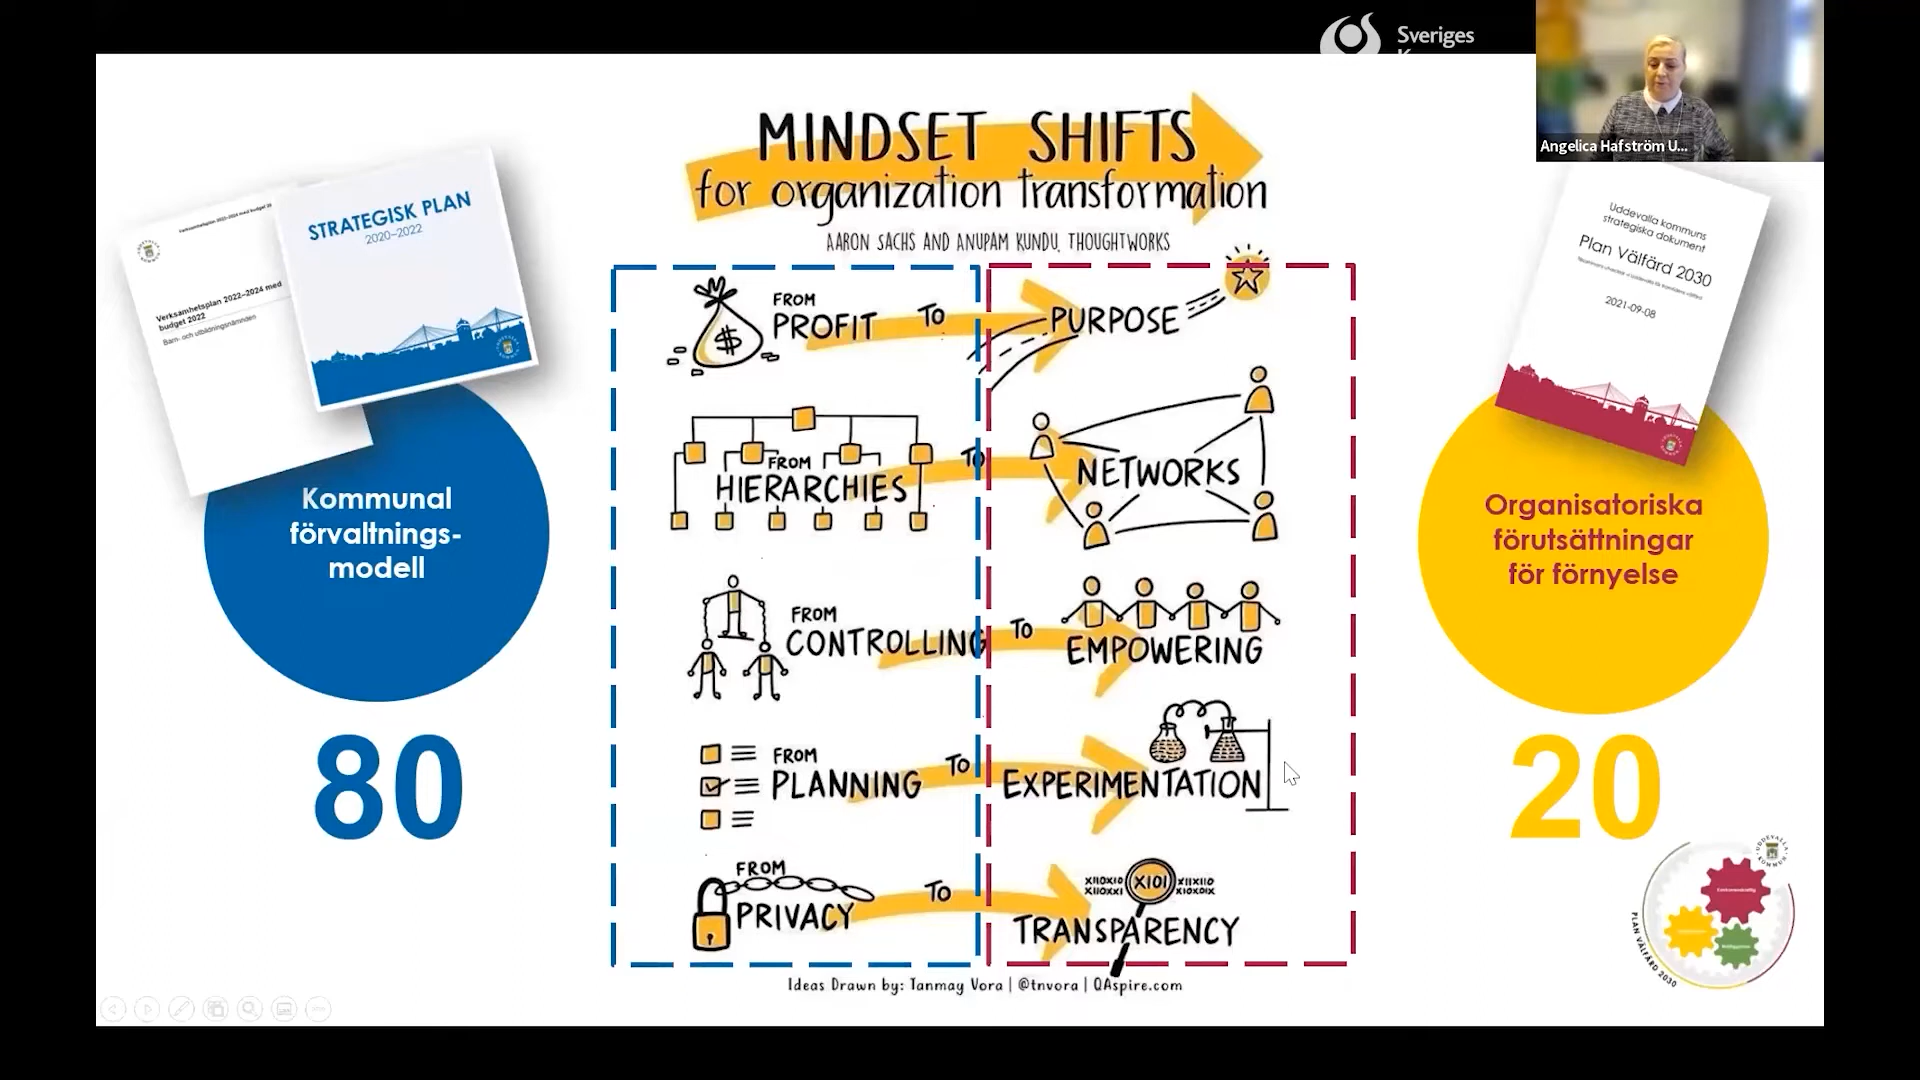 Sveriges
Angelica Hafström U...
MINDSET SHIFTS
for organization transformation
AARON SACHS AND ANUPAM KUNDU, THOUGHTWORKS
STRATEGISK PLAN
2020–2022
Verksamhetsplan 2022–2024 med
budget 2022
Barn- och utbildningsnämnden
Kommunal
förvaltnings-
modell
80
FROM
PROFIT
TO
PURPOSE
FROM
HIERARCHIES
TO
NETWORKS
FROM
CONTROLLING
TO
EMPOWERING
FROM
PLANNING
TO
EXPERIMENTATION
FROM
PRIVACY
TO
X101
TRANSPARENCY
Ideas Drawn by: Tanmay Vora | @tnvora | QAspire.com
Uddevalla kommuns
strategiska dokument
Plan Välfärd 2030
2021-09-08
Organisatoriska
förutsättningar
för förnyelse
20
UDDEVALLA KOMMUN
PLAN VÄLFÄRD 2030